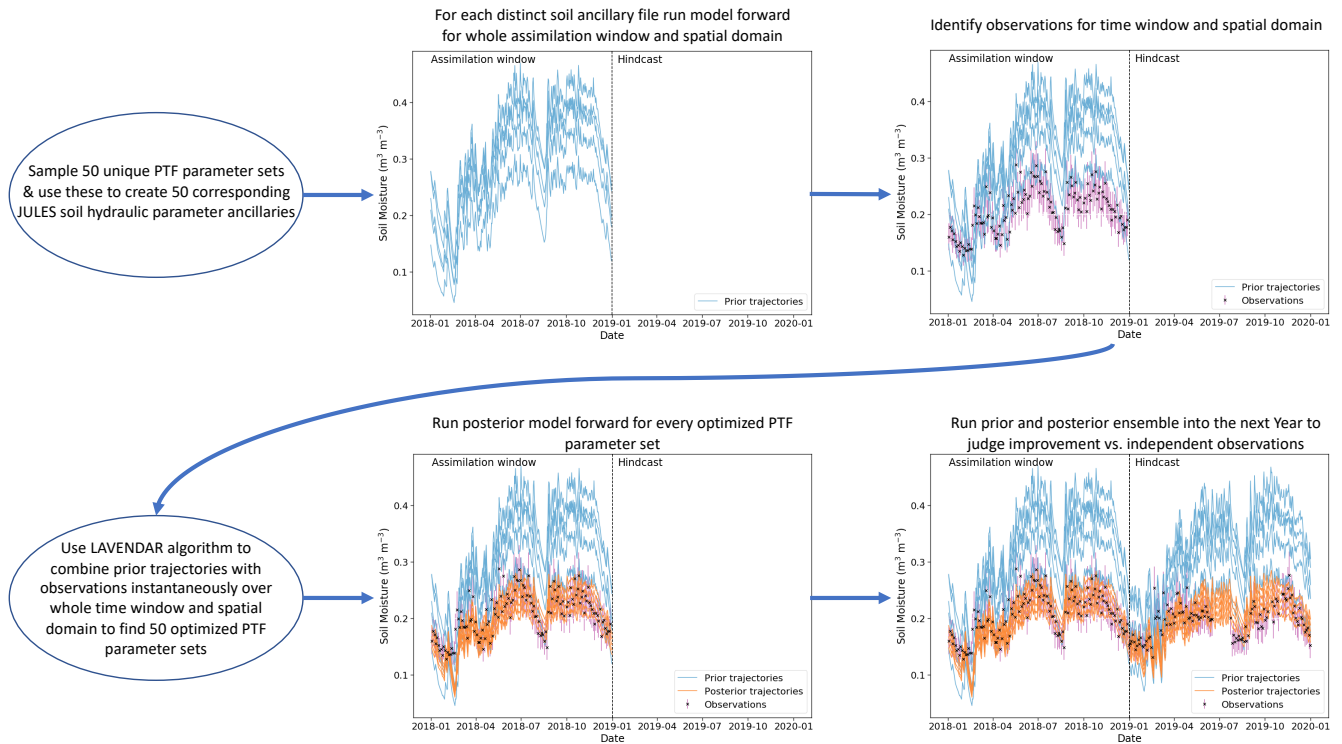 For each distinct soil ancillary file run model forward
for whole assimilation window and spatial domain
Identify observations for time window and spatial domain
Sample 50 unique PTF parameter sets
& use these to create 50 corresponding
JULES soil hydraulic parameter ancillaries
Assimilation window
Hindcast
Soil Moisture (m³ m⁻³)
0.4
0.3
0.2
0.1
Prior trajectories
2018-01 2018-04 2018-07 2018-10 2019-01 2019-04 2019-07 2019-10 2020-01
Date
Assimilation window
Hindcast
Soil Moisture (m³ m⁻³)
0.4
0.3
0.2
0.1
Prior trajectories
Observations
2018-01 2018-04 2018-07 2018-10 2019-01 2019-04 2019-07 2019-10 2020-01
Date
Use LAVENDAR algorithm to
combine prior trajectories with
observations instantaneously over
whole time window and spatial
domain to find 50 optimized PTF
parameter sets
Run posterior model forward for every optimized PTF
parameter set
Assimilation window
Hindcast
Soil Moisture (m³ m⁻³)
0.4
0.3
0.2
0.1
Prior trajectories
Posterior trajectories
Observations
2018-01 2018-04 2018-07 2018-10 2019-01 2019-04 2019-07 2019-10 2020-01
Date
Run prior and posterior ensemble into the next Year to
judge improvement vs. independent observations
Assimilation window
Hindcast
Soil Moisture (m³ m⁻³)
0.4
0.3
0.2
0.1
Prior trajectories
Posterior trajectories
Observations
2018-01 2018-04 2018-07 2018-10 2019-01 2019-04 2019-07 2019-10 2020-01
Date